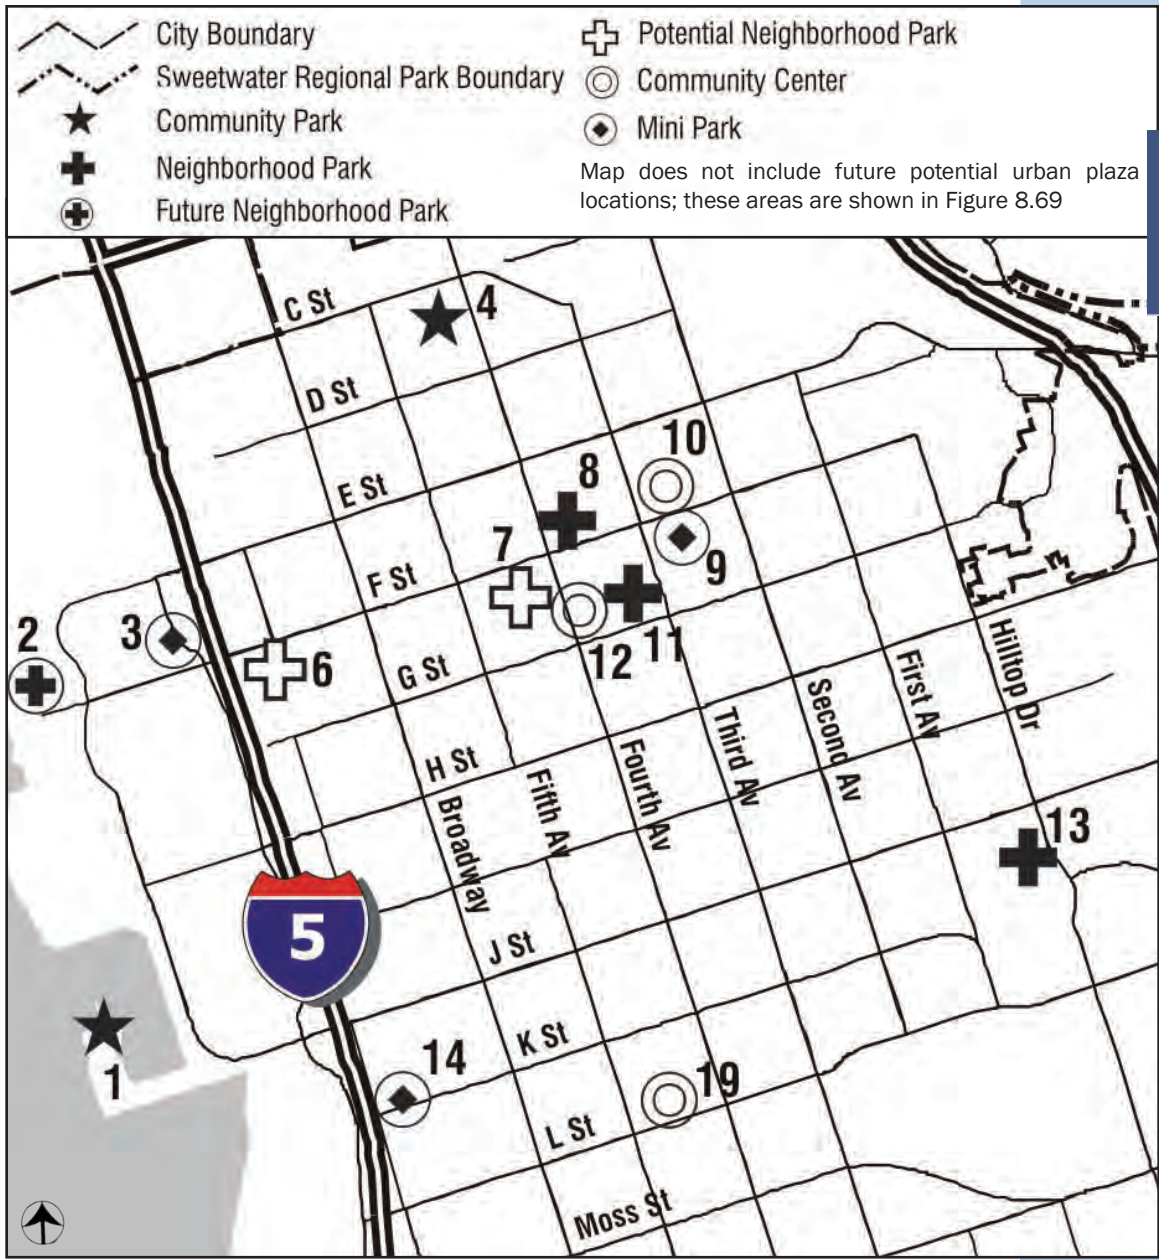 City Boundary
Sweetwater Regional Park Boundary
Community Park
Neighborhood Park
Future Neighborhood Park
Potential Neighborhood Park
Community Center
Mini Park
Map does not include future potential urban plaza
locations; these areas are shown in Figure 8.69
C St
4
D St
10
E St
8
7
F St
9
2
3
6
G St
12
11
Hilltop Dr
First Av
Second Av
Third Av
Fourth Av
H St
Fifth Av
Broadway
13
5
J St
K St
14
19
1
L St
Moss St